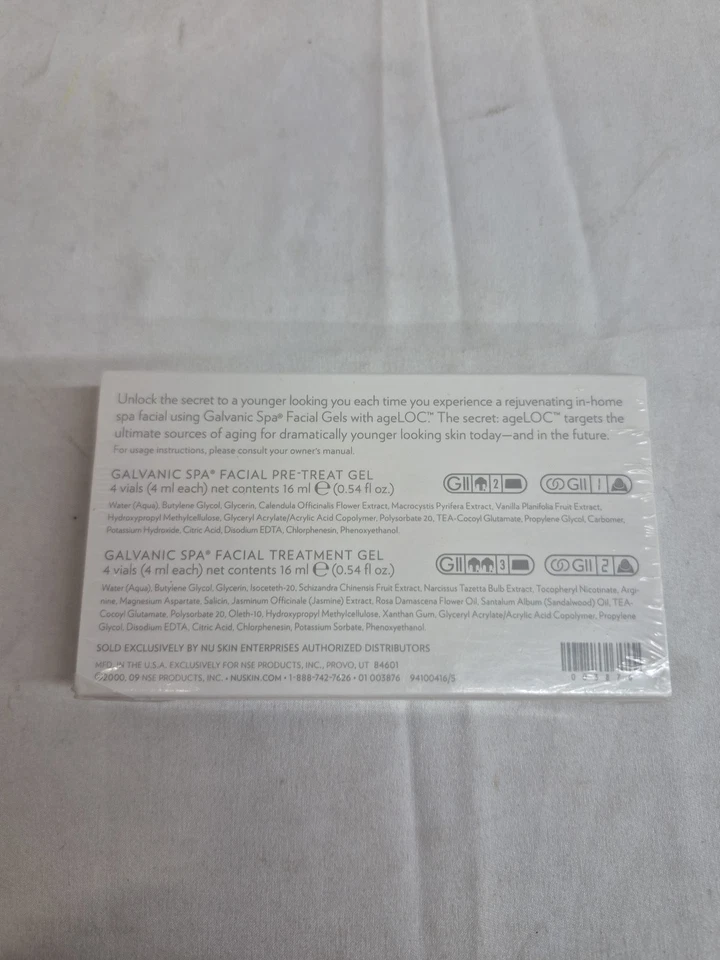 Unlock the secret to a younger looking you each time you experience a rejuvenating in-home
spa facial using Galvanic Spa® Facial Gels with ageLOC.™ The secret: ageLOC™ targets the
ultimate sources of aging for dramatically younger looking skin today—and in the future.
For usage instructions, please consult your owner's manual.
GALVANIC SPA® FACIAL PRE-TREAT GEL
4 vials (4 ml each) net contents 16 ml ℮ (0.54 fl oz.)
GII 2
GII 1
Water (Aqua), Butylene Glycol, Glycerin, Calendula Officinalis Flower Extract, Macrocystis Pyrifera Extract, Vanilla Planifolia Fruit Extract,
Hydroxypropyl Methylcellulose, Glyceryl Acrylate/Acrylic Acid Copolymer, Polysorbate 20, TEA-Cocoyl Glutamate, Propylene Glycol, Carbomer,
Potassium Hydroxide, Citric Acid, Disodium EDTA, Chlorphenesin, Phenoxyethanol.
GALVANIC SPA® FACIAL TREATMENT GEL
4 vials (4 ml each) net contents 16 ml ℮ (0.54 fl oz.)
GII 3
GII 2
Water (Aqua), Butylene Glycol, Glycerin, Isoceteth-20, Schizandra Chinensis Fruit Extract, Narcissus Tazetta Bulb Extract, Tocopheryl Nicotinate, Argi-
nine, Magnesium Aspartate, Salicin, Jasminum Officinale (Jasmine) Extract, Rosa Damascena Flower Oil, Santalum Album (Sandalwood) Oil, TEA-
Cocoyl Glutamate, Polysorbate 20, Oleth-10, Hydroxypropyl Methylcellulose, Xanthan Gum, Glyceryl Acrylate/Acrylic Acid Copolymer, Propylene
Glycol, Disodium EDTA, Citric Acid, Chlorphenesin, Potassium Sorbate, Phenoxyethanol.
SOLD EXCLUSIVELY BY NU SKIN ENTERPRISES AUTHORIZED DISTRIBUTORS
MFD. IN THE U.S.A. EXCLUSIVELY FOR NSE PRODUCTS, INC., PROVO, UT 84601
©2000, 09 NSE PRODUCTS, INC. • NUSKIN.COM • 1-888-742-7626 • 01 003876 94100416/5